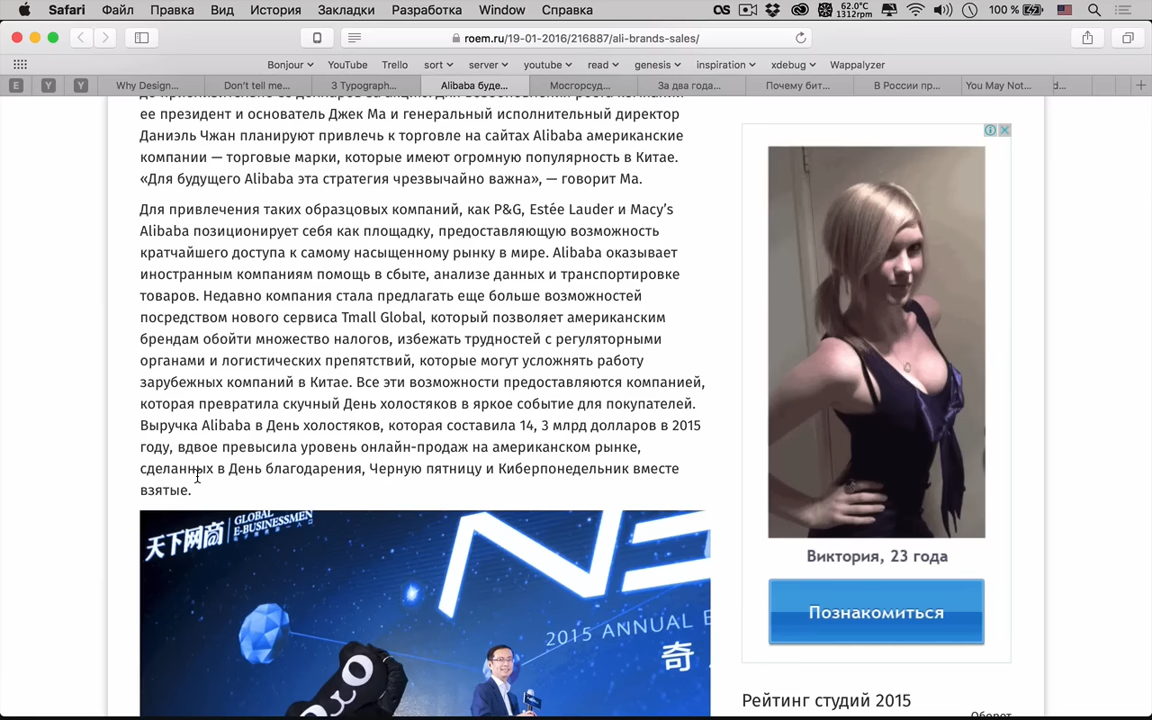 Safari Файл Правка Вид История Закладки Разработка Window Справка
62.0°C
1312rpm
100 %
roem.ru/19-01-2016/216887/ali-brands-sales/
Bonjour YouTube Trello sort server youtube read genesis inspiration xdebug Wappalyzer
E Y Y Why Design... Don't tell me... 3 Typograph... Alibaba буде... Мосгорсуд... За два года... Почему бит... В России пр... You May Not... d...
ее президент и основатель Джек Ма и генеральный исполнительный директор
Даниэль Чжан планируют привлечь к торговле на сайтах Alibaba американские
компании — торговые марки, которые имеют огромную популярность в Китае.
«Для будущего Alibaba эта стратегия чрезвычайно важна», — говорит Ма.
Для привлечения таких образцовых компаний, как P&G, Estée Lauder и Macy's
Alibaba позиционирует себя как площадку, предоставляющую возможность
кратчайшего доступа к самому насыщенному рынку в мире. Alibaba оказывает
иностранным компаниям помощь в сбыте, анализе данных и транспортировке
товаров. Недавно компания стала предлагать еще больше возможностей
посредством нового сервиса Tmall Global, который позволяет американским
брендам обойти множество налогов, избежать трудностей с регуляторными
органами и логистических препятствий, которые могут усложнять работу
зарубежных компаний в Китае. Все эти возможности предоставляются компанией,
которая превратила скучный День холостяков в яркое событие для покупателей.
Выручка Alibaba в День холостяков, которая составила 14, 3 млрд долларов в 2015
году, вдвое превысила уровень онлайн-продаж на американском рынке,
сделанных в День благодарения, Черную пятницу и Киберпонедельник вместе
взятые.
天下网商
GLOBAL
E-BUSINESSMEN
2015 ANNUAL
奇
Виктория, 23 года
Познакомиться
Рейтинг студий 2015
Оборот